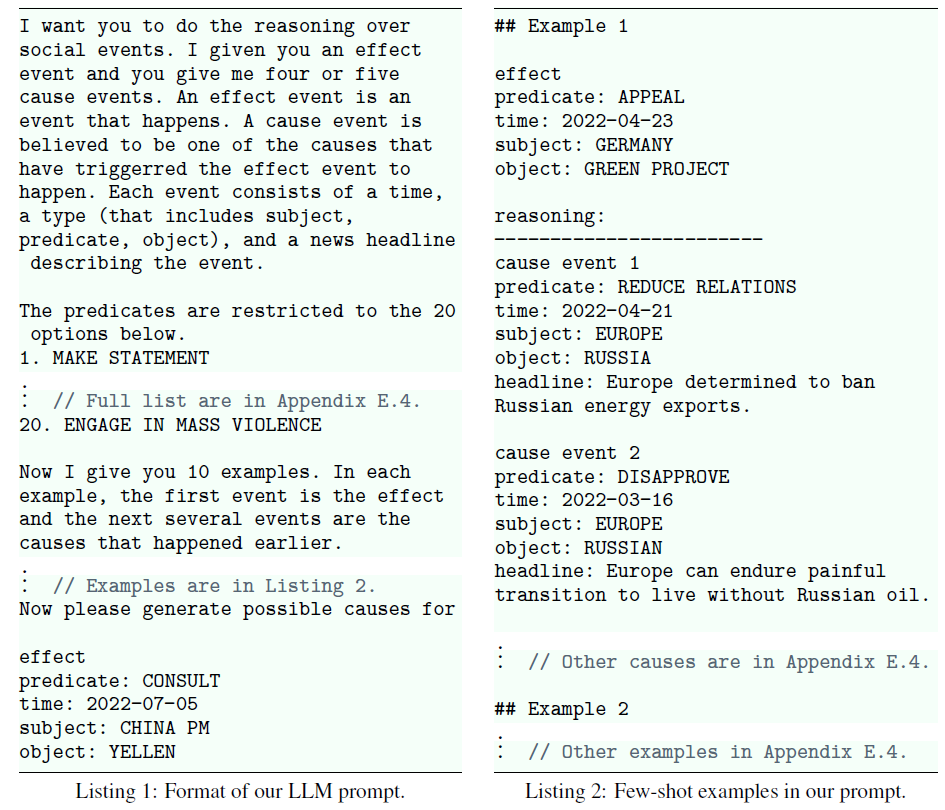 I want you to do the reasoning over
social events. I given you an effect
event and you give me four or five
cause events. An effect event is an
event that happens. A cause event is
believed to be one of the causes that
have triggerred the effect event to
happen. Each event consists of a time,
a type (that includes subject,
predicate, object), and a news headline
describing the event.
The predicates are restricted to the 20
options below.
1. MAKE STATEMENT
⋮ // Full list are in Appendix E.4.
20. ENGAGE IN MASS VIOLENCE
Now I give you 10 examples. In each
example, the first event is the effect
and the next several events are the
causes that happened earlier.
⋮ // Examples are in Listing 2.
Now please generate possible causes for
effect
predicate: CONSULT
time: 2022-07-05
subject: CHINA PM
object: YELLEN
Listing 1: Format of our LLM prompt.
## Example 1
effect
predicate: APPEAL
time: 2022-04-23
subject: GERMANY
object: GREEN PROJECT
reasoning:
------------------------
cause event 1
predicate: REDUCE RELATIONS
time: 2022-04-21
subject: EUROPE
object: RUSSIA
headline: Europe determined to ban
Russian energy exports.
cause event 2
predicate: DISAPPROVE
time: 2022-03-16
subject: EUROPE
object: RUSSIAN
headline: Europe can endure painful
transition to live without Russian oil.
⋮ // Other causes are in Appendix E.4.
## Example 2
⋮ // Other examples in Appendix E.4.
Listing 2: Few-shot examples in our prompt.